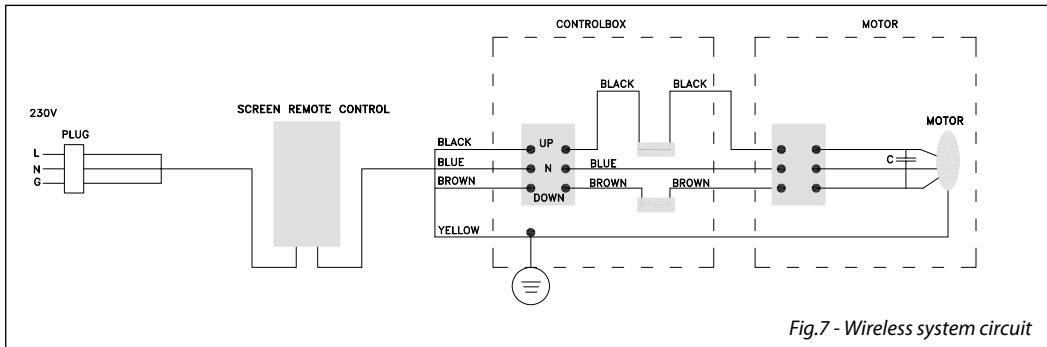 CONTROLBOX
MOTOR
BLACK
BLACK
230V
SCREEN REMOTE CONTROL
PLUG
MOTOR
L
N
G
BLACK
UP
BLUE
N
BLUE
C
BROWN
BROWN
BROWN
DOWN
YELLOW
Fig.7 - Wireless system circuit